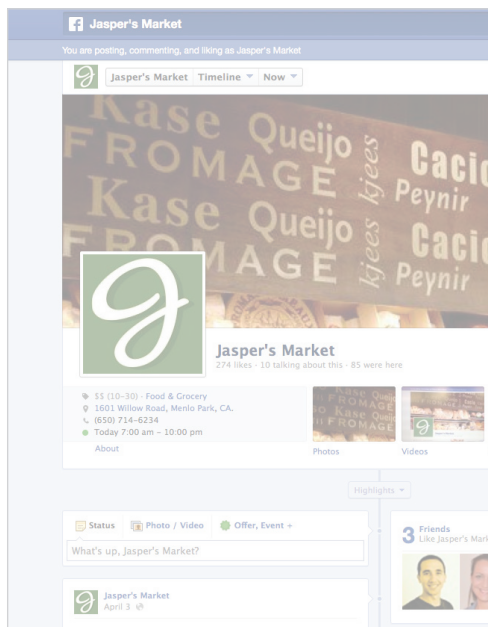 Jasper's Market
You are posting, commenting, and liking as Jasper's Market
Jasper's Market Timeline Now
Kase Queijo kjees Cacio
FROMAGE Peynir
Kase Queijo kjees Cacio
FROMAGE Peynir
Jasper's Market
274 likes · 10 talking about this · 85 were here
$$ (10–30) · Food & Grocery
1601 Willow Road, Menlo Park, CA.
(650) 714–6234
Today 7:00 am – 10:00 pm
About
Photos
Videos
Highlights
Status Photo / Video Offer, Event +
What's up, Jasper's Market?
3 Friends
Like Jasper's Mark
Jasper's Market
April 3